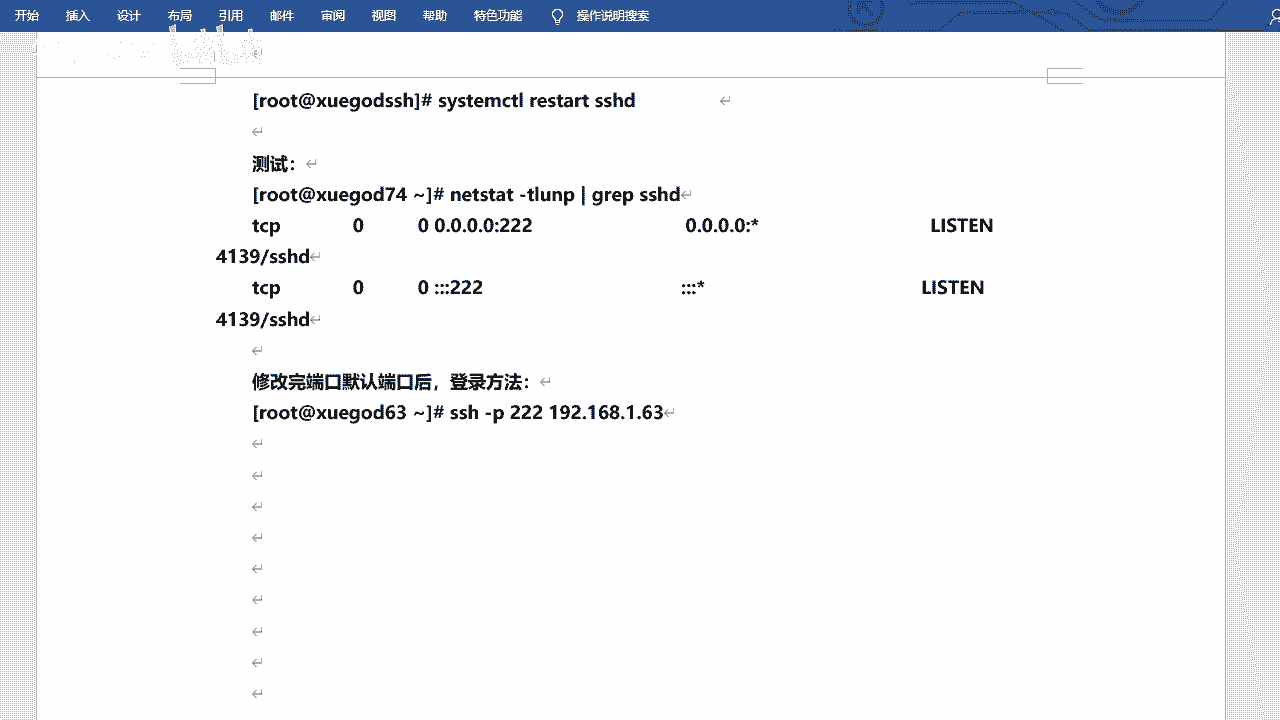 开始 插入 设计 布局 引用 邮件 审阅 视图 帮助 特色功能 操作说明搜索
[root@xuegodssh]# systemctl restart sshd
测试：
[root@xuegod74 ~]# netstat -tlunp | grep sshd
tcp 0 0 0.0.0.0:222 0.0.0.0:* LISTEN
4139/sshd
tcp 0 0 :::222 :::* LISTEN
4139/sshd
修改完端口默认端口后，登录方法：
[root@xuegod63 ~]# ssh -p 222 192.168.1.63